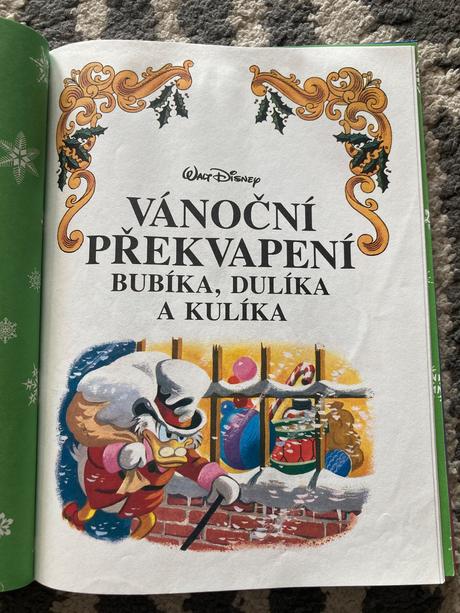 Walt Disney
VÁNOČNÍ
PŘEKVAPENÍ
BUBÍKA, DULÍKA
A KULÍKA